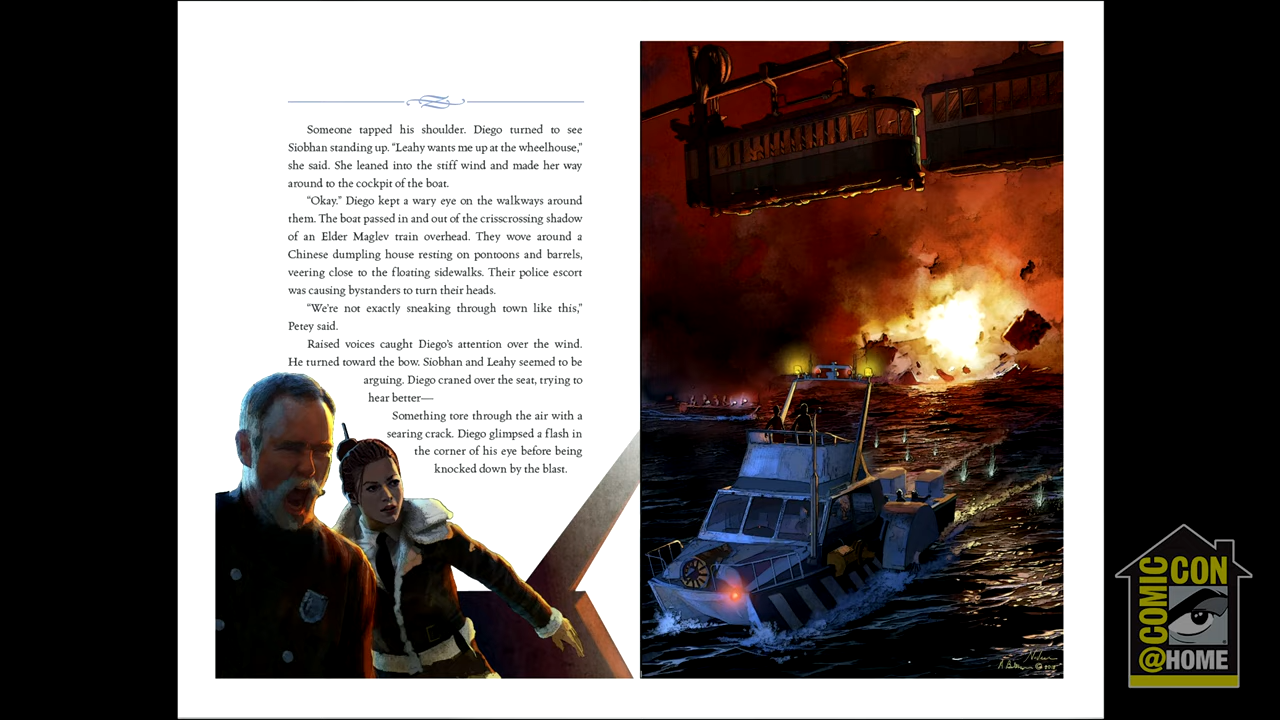 Someone tapped his shoulder. Diego turned to see
Siobhan standing up. “Leahy wants me up at the wheelhouse,”
she said. She leaned into the stiff wind and made her way
around to the cockpit of the boat.
“Okay.” Diego kept a wary eye on the walkways around
them. The boat passed in and out of the crisscrossing shadow
of an Elder Maglev train overhead. They wove around a
Chinese dumpling house resting on pontoons and barrels,
veering close to the floating sidewalks. Their police escort
was causing bystanders to turn their heads.
“We’re not exactly sneaking through town like this,”
Petey said.
Raised voices caught Diego’s attention over the wind.
He turned toward the bow. Siobhan and Leahy seemed to be
arguing. Diego craned over the seat, trying to
hear better—
Something tore through the air with a
searing crack. Diego glimpsed a flash in
the corner of his eye before being
knocked down by the blast.
@COMIC
CON
HOME